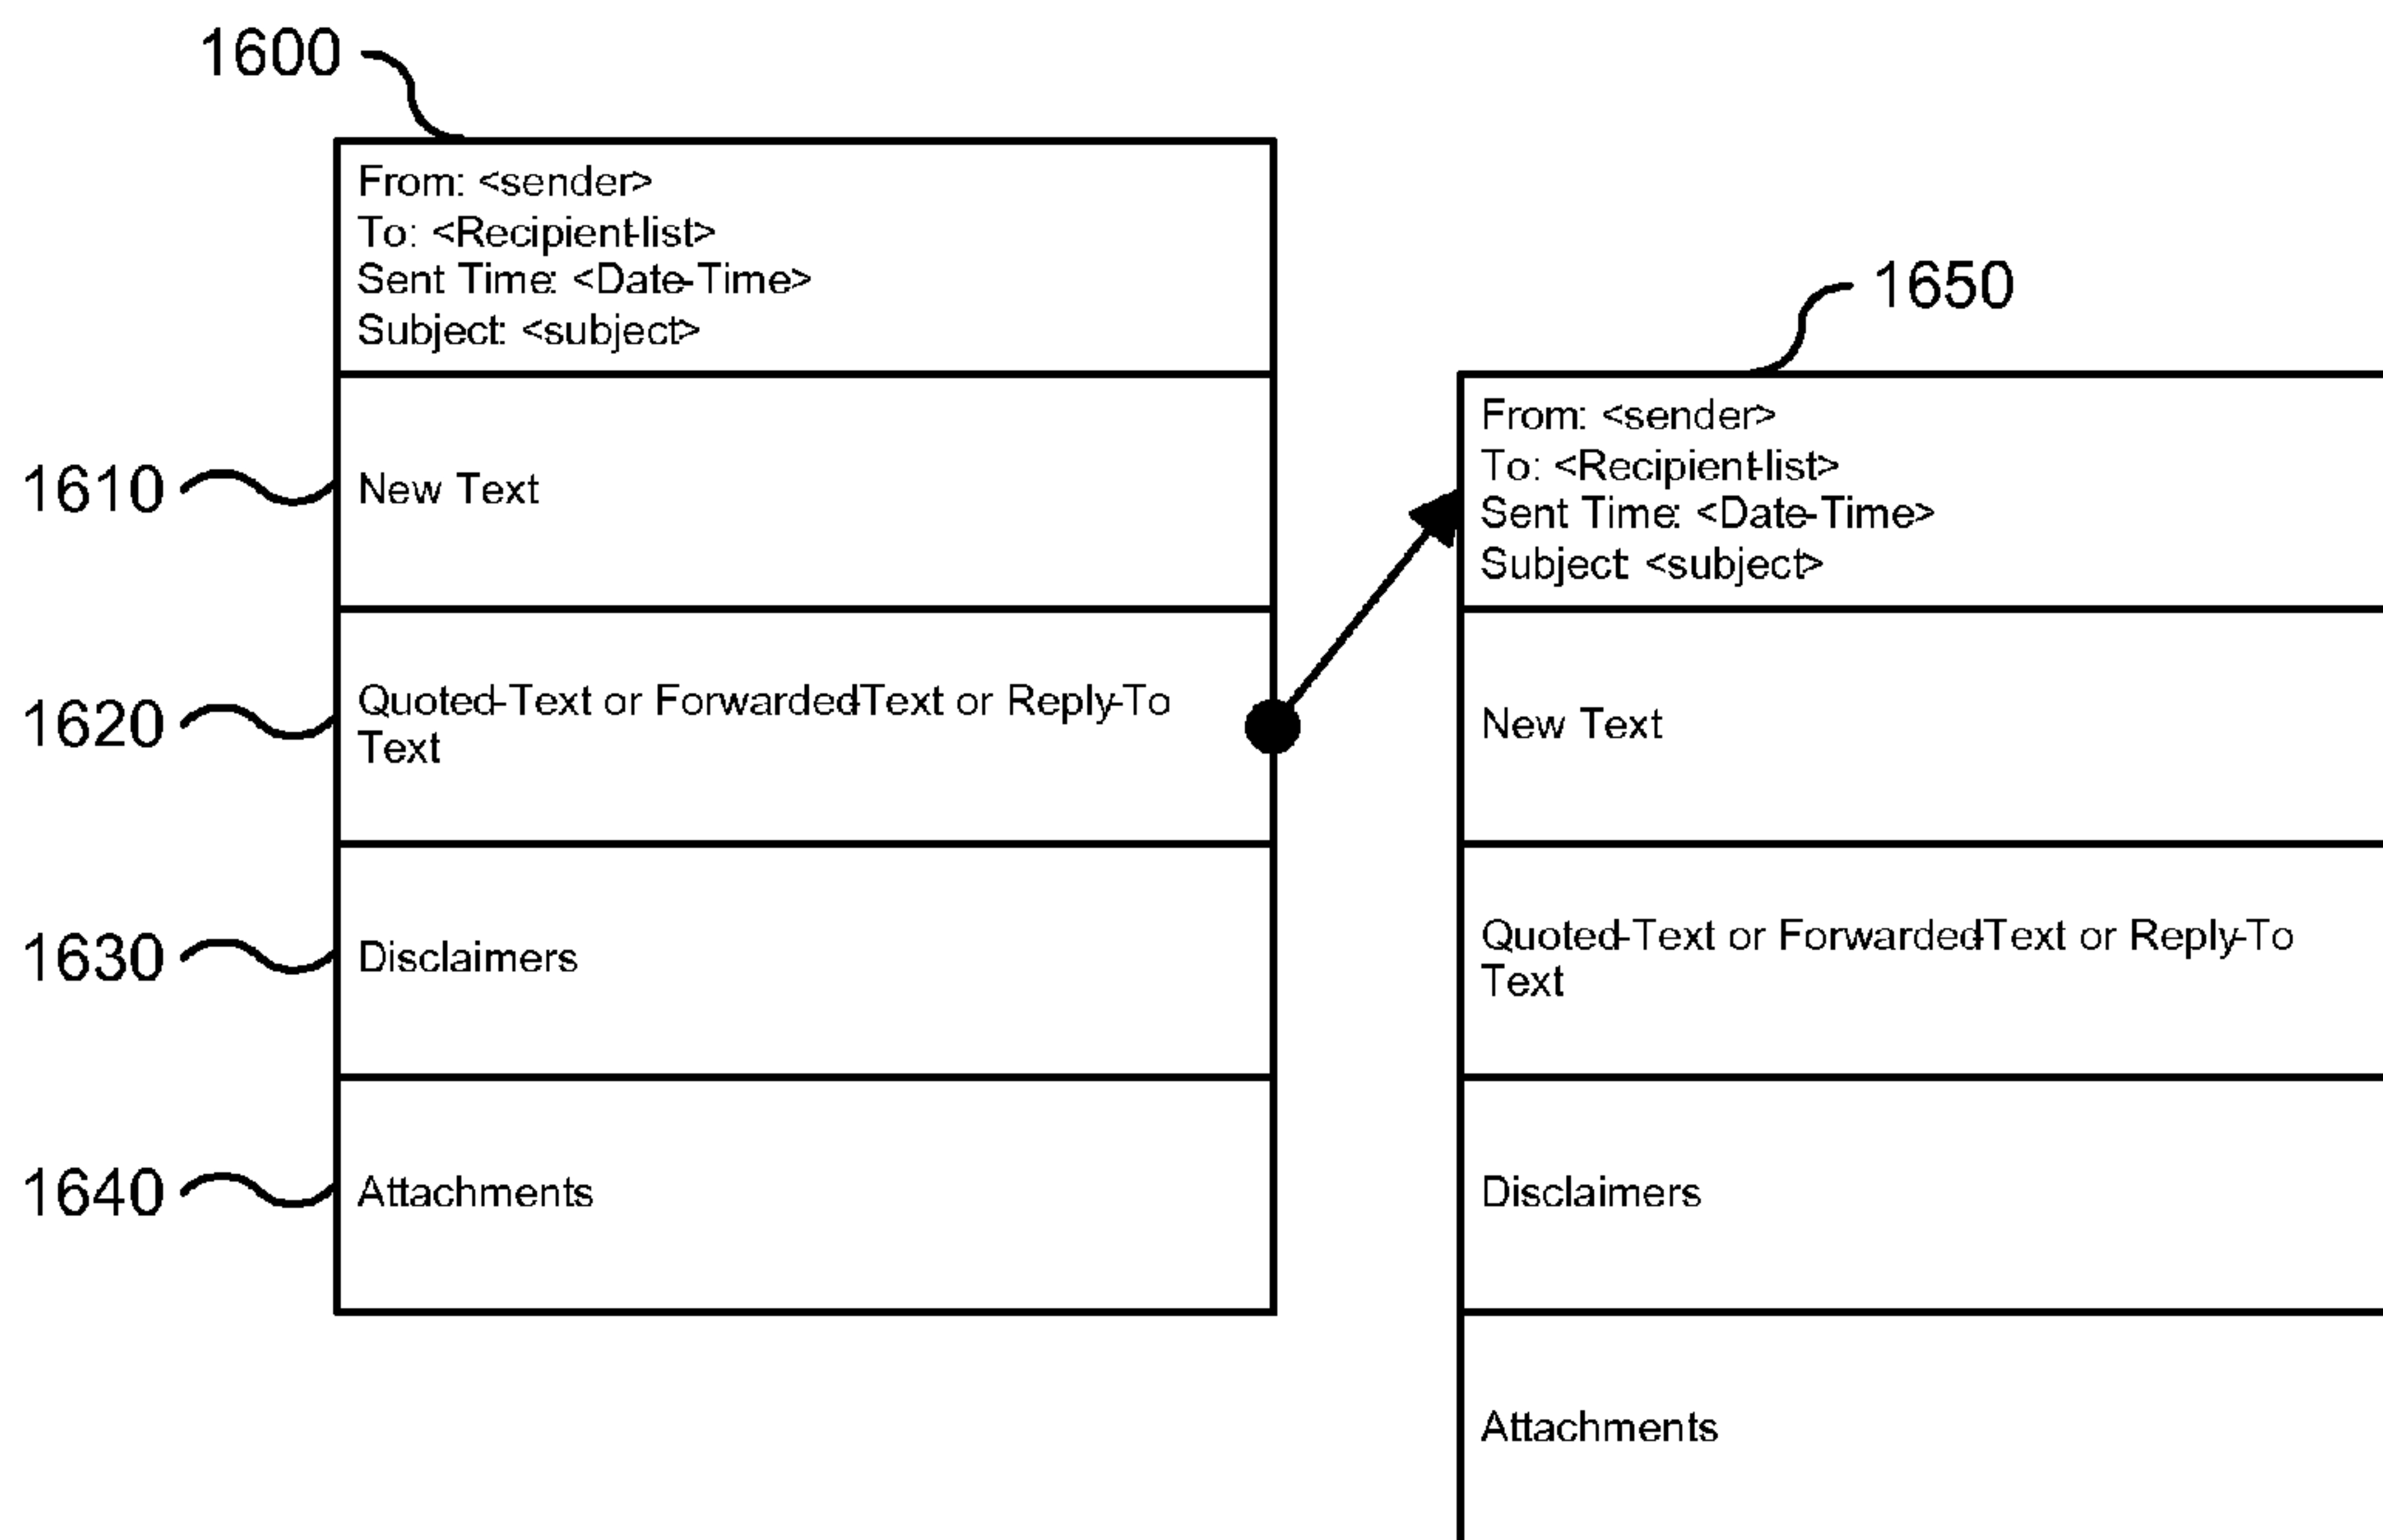 1600
From: <sender>
To: <Recipient-list>
Sent Time: <Date-Time>
Subject: <subject>
1610
New Text
1620
Quoted-Text or Forwarded-Text or Reply-To
Text
1630
Disclaimers
1640
Attachments
1650
From: <sender>
To: <Recipient-list>
Sent Time: <Date-Time>
Subject: <subject>
New Text
Quoted-Text or Forwarded-Text or Reply-To
Text
Disclaimers
Attachments